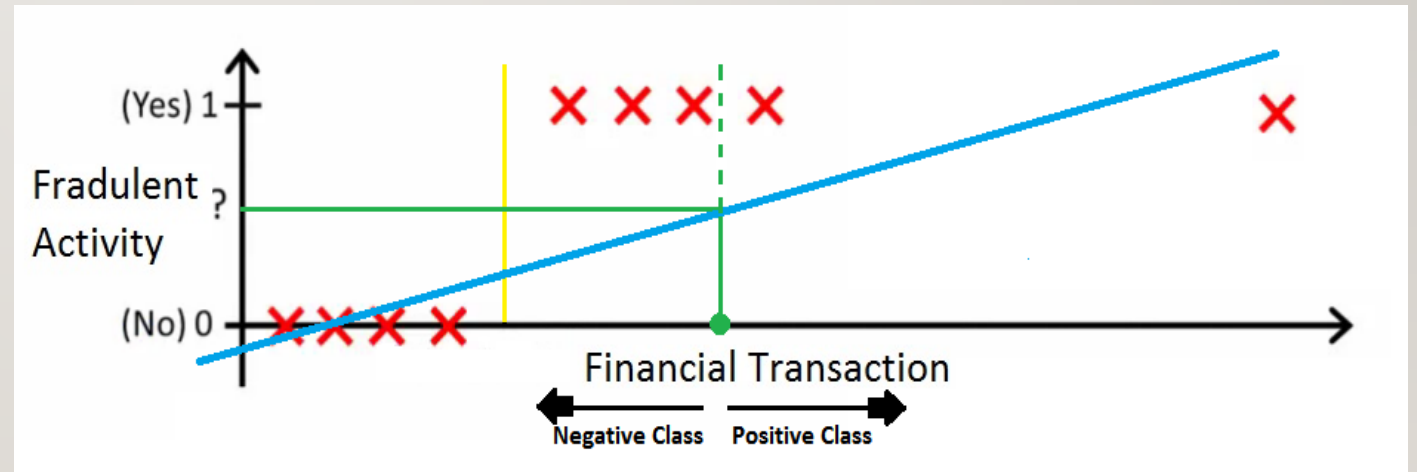 (Yes) 1
Fradulent
?
Activity
(No) 0
Financial Transaction
Negative Class Positive Class